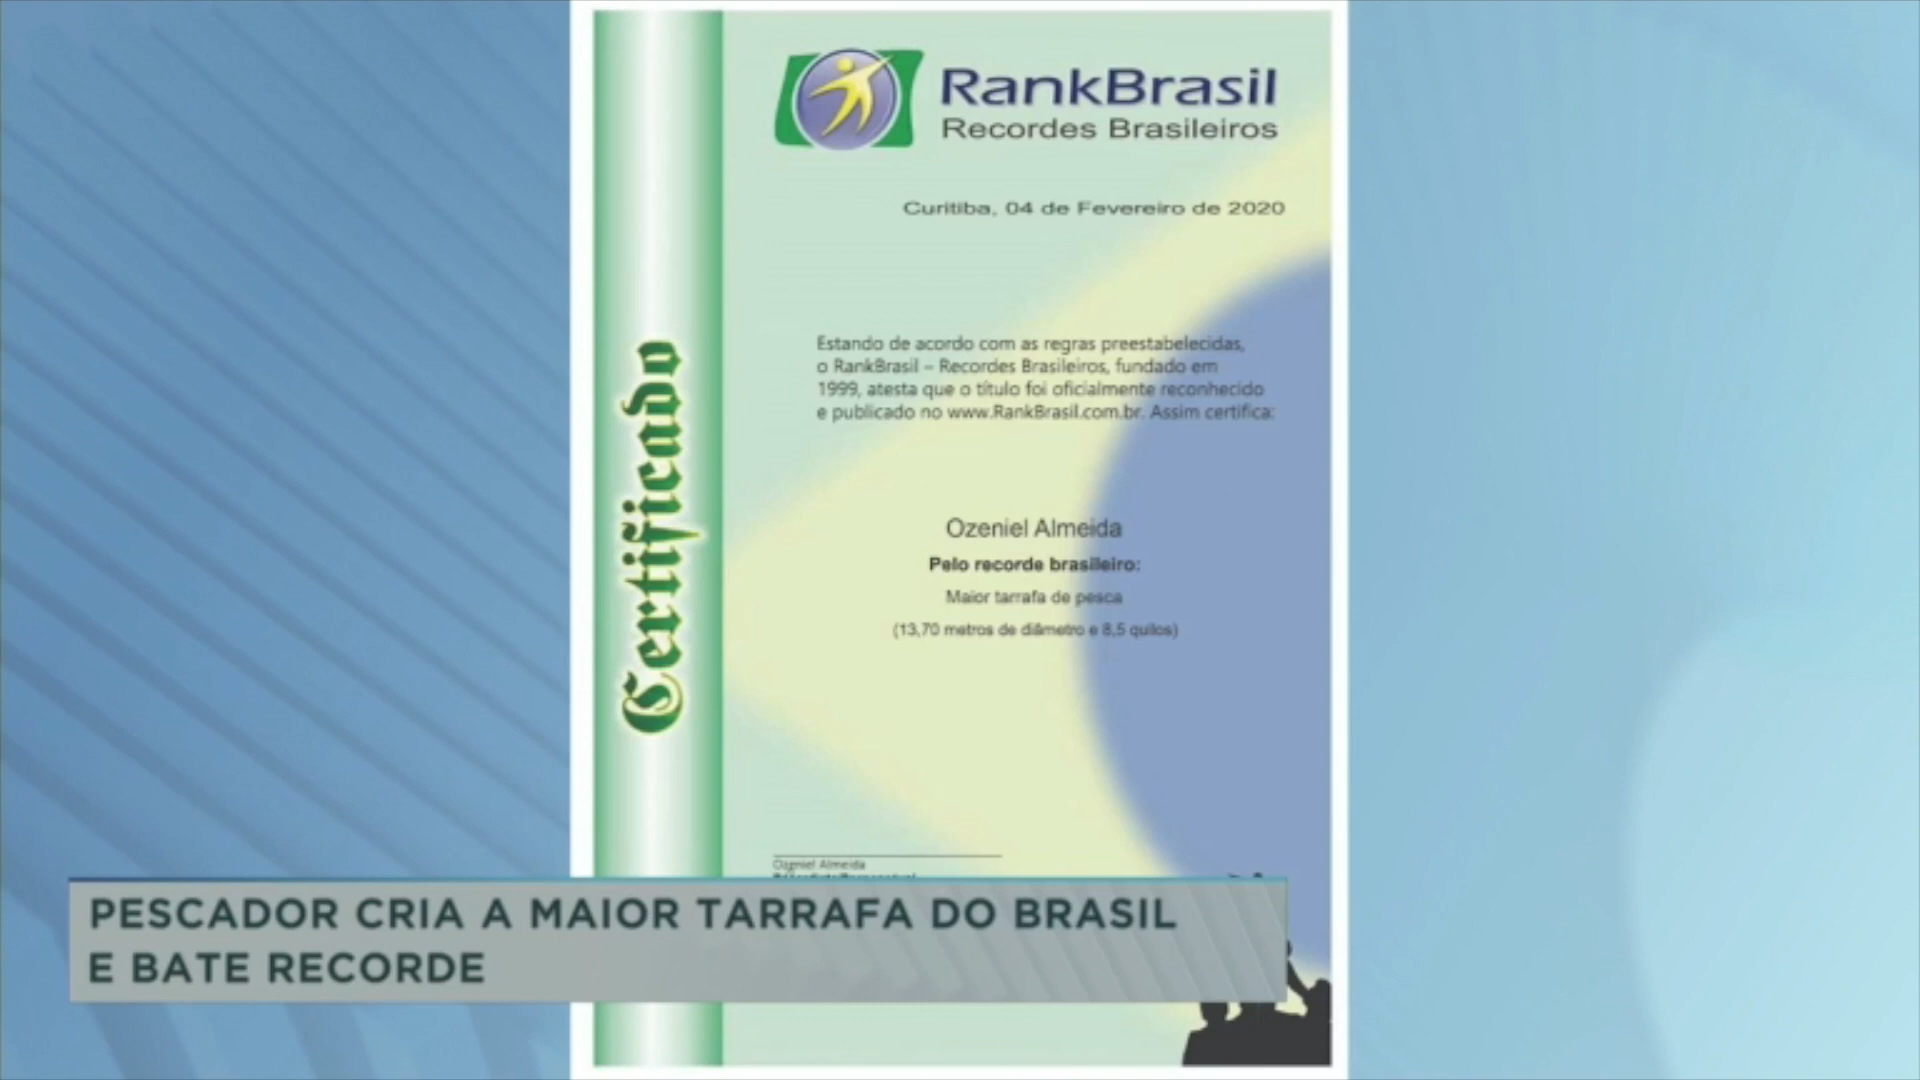 RankBrasil
Recordes Brasileiros
Curitiba, 04 de Fevereiro de 2020
Estando de acordo com as regras preestabelecidas,
o RankBrasil – Recordes Brasileiros, fundado em
1999, atesta que o título foi oficialmente reconhecido
e publicado no www.RankBrasil.com.br. Assim certifica:
Certificado
Ozeniel Almeida
Pelo recorde brasileiro:
Maior tarrafa de pesca
(13,70 metros de diâmetro e 8,5 quilos)
Ozeniel Almeida
PESCADOR CRIA A MAIOR TARRAFA DO BRASIL
E BATE RECORDE